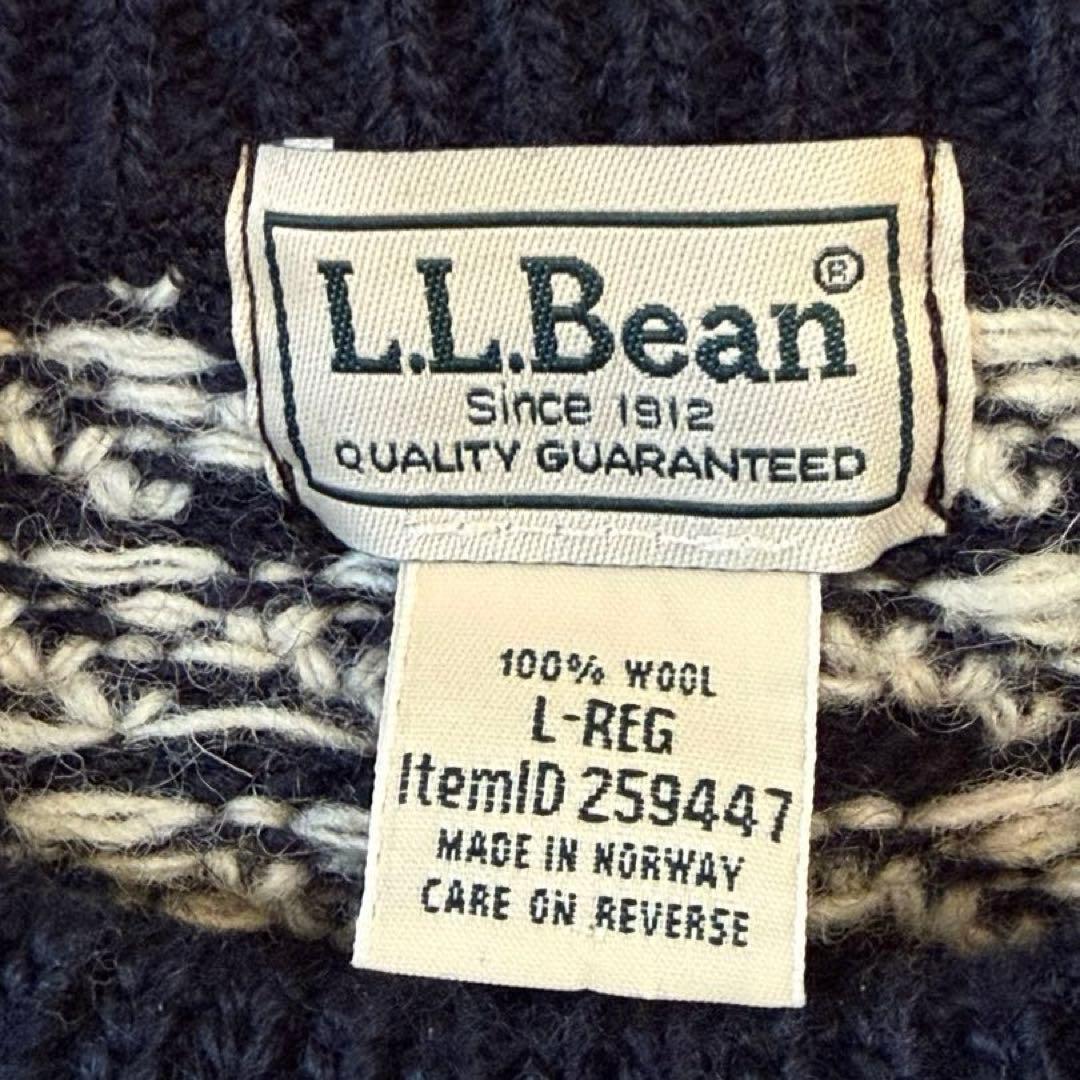 L.L.Bean®
Since 1912
QUALITY GUARANTEED
100% WOOL
L-REG
ItemID 259447
MADE IN NORWAY
CARE ON REVERSE